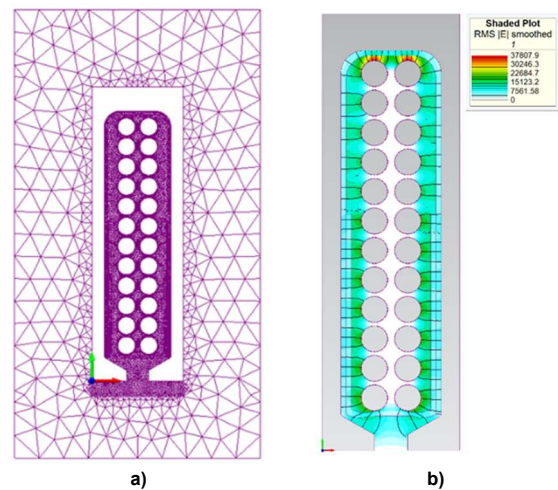 Shaded Plot
RMS |E| smoothed
f
37807.9
30246.3
22684.7
15123.2
7561.58
0
a)
b)